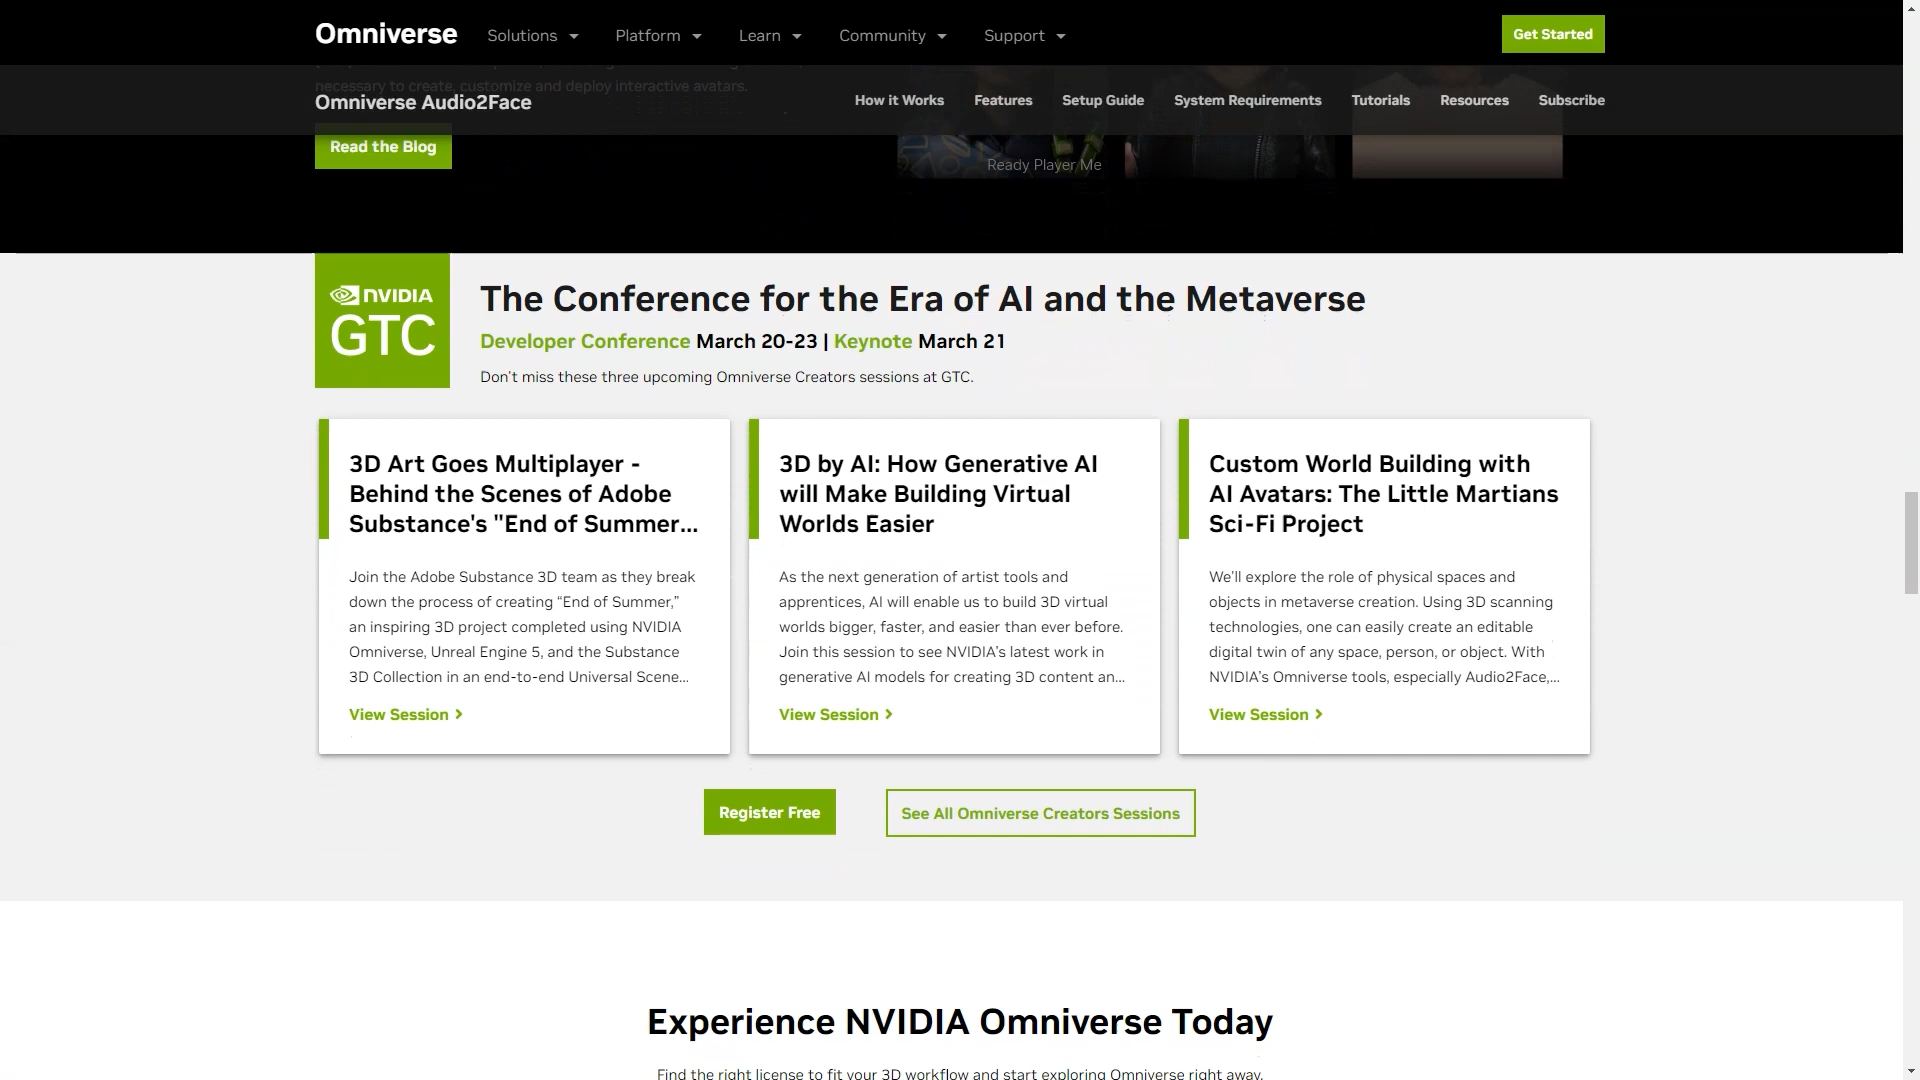 Omniverse Solutions Platform Learn Community Support Get Started
necessary to create, customize and deploy interactive avatars.
Omniverse Audio2Face How it Works Features Setup Guide System Requirements Tutorials Resources Subscribe
Read the Blog
Ready Player Me
NVIDIA
GTC
The Conference for the Era of AI and the Metaverse
Developer Conference March 20-23 | Keynote March 21
Don't miss these three upcoming Omniverse Creators sessions at GTC.
3D Art Goes Multiplayer -
Behind the Scenes of Adobe
Substance's "End of Summer...
Join the Adobe Substance 3D team as they break
down the process of creating “End of Summer,”
an inspiring 3D project completed using NVIDIA
Omniverse, Unreal Engine 5, and the Substance
3D Collection in an end-to-end Universal Scene...
View Session
3D by AI: How Generative AI
will Make Building Virtual
Worlds Easier
As the next generation of artist tools and
apprentices, AI will enable us to build 3D virtual
worlds bigger, faster, and easier than ever before.
Join this session to see NVIDIA's latest work in
generative AI models for creating 3D content an...
View Session
Custom World Building with
AI Avatars: The Little Martians
Sci-Fi Project
We'll explore the role of physical spaces and
objects in metaverse creation. Using 3D scanning
technologies, one can easily create an editable
digital twin of any space, person, or object. With
NVIDIA's Omniverse tools, especially Audio2Face,...
View Session
Register Free
See All Omniverse Creators Sessions
Experience NVIDIA Omniverse Today
Find the right license to fit your 3D workflow and start exploring Omniverse right away.